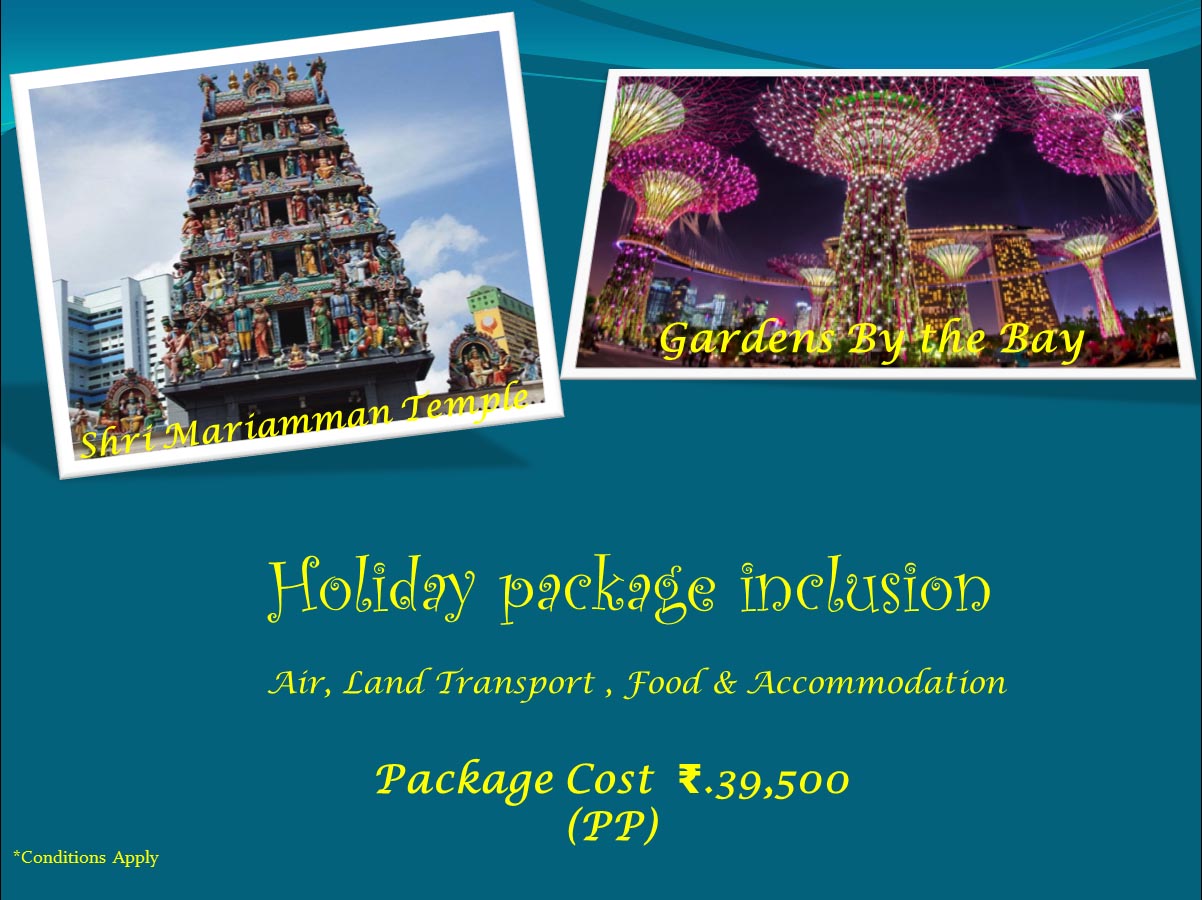 Shri Mariamman Temple
Gardens By the Bay
Holiday package inclusion
Air, Land Transport , Food & Accommodation
Package Cost ₹.39,500
(PP)
*Conditions Apply